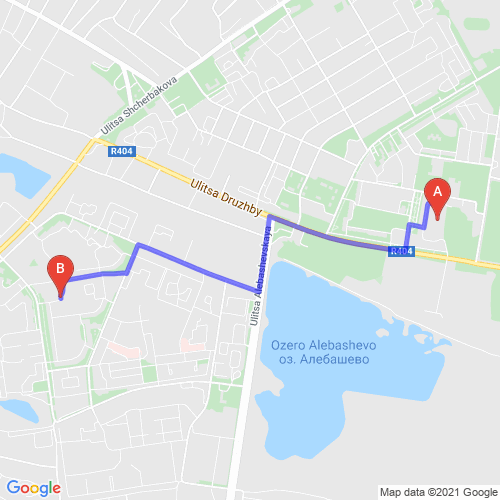 Ulitsa Shcherbakova
R404
Ulitsa Druzhby
A
R404
Ulitsa Alebashevskaya
B
Ozero Alebashevo
оз. Алебашево
Google
Map data ©2021 Google